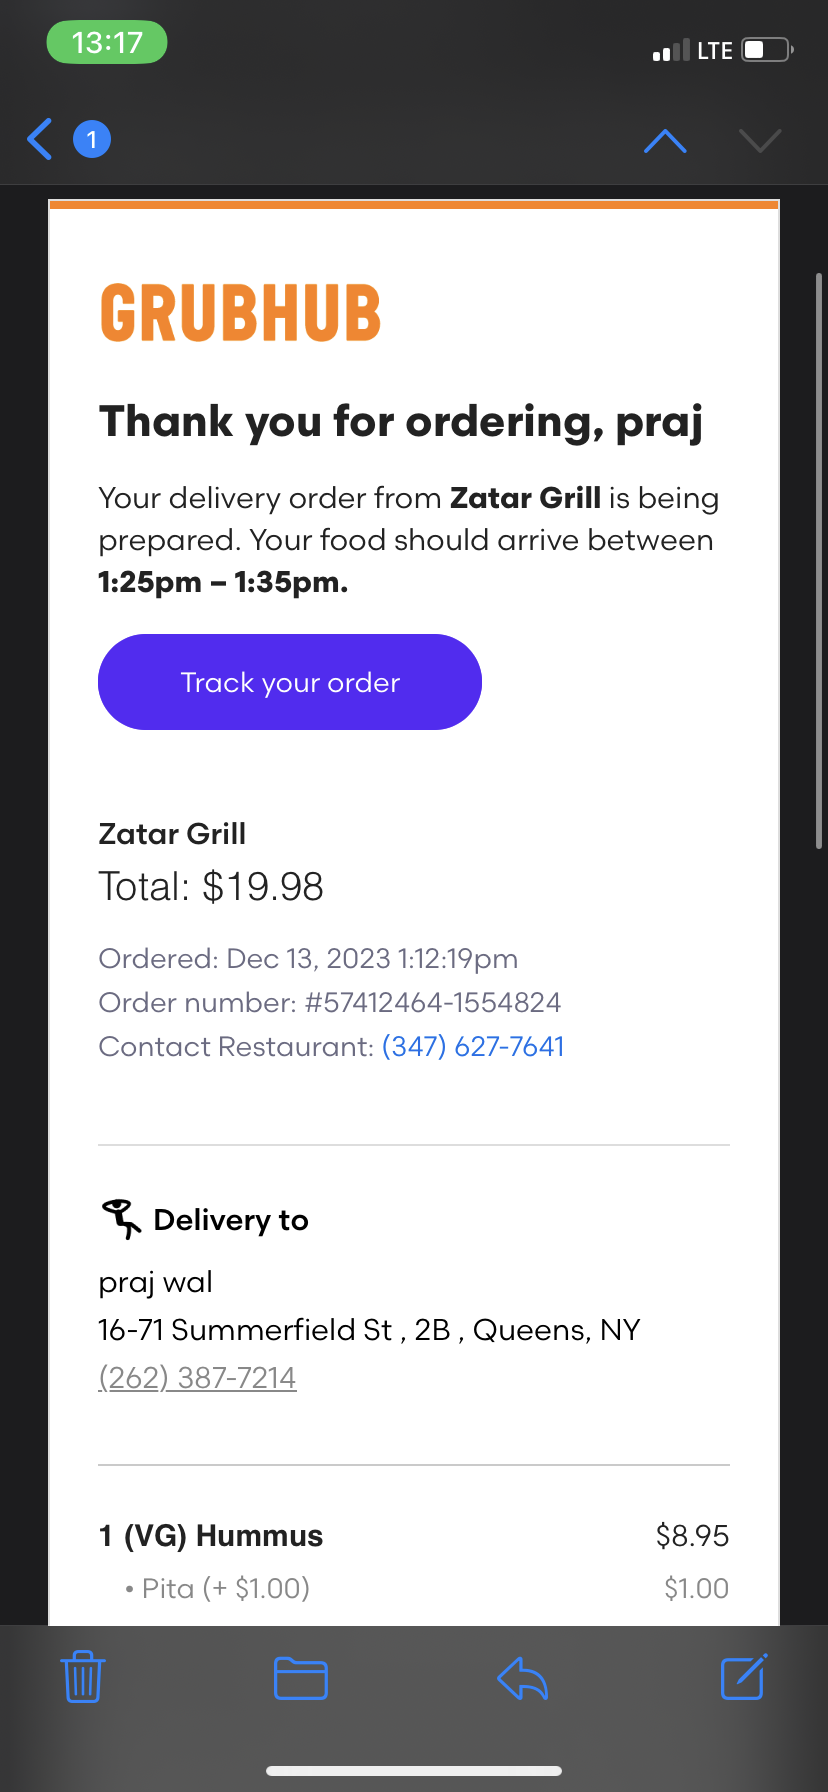 13:17
LTE
1
GRUBHUB
Thank you for ordering, praj
Your delivery order from Zatar Grill is being
prepared. Your food should arrive between
1:25pm – 1:35pm.
Track your order
Zatar Grill
Total: $19.98
Ordered: Dec 13, 2023 1:12:19pm
Order number: #57412464-1554824
Contact Restaurant: (347) 627-7641
Delivery to
praj wal
16-71 Summerfield St , 2B , Queens, NY
(262) 387-7214
1 (VG) Hummus $8.95
• Pita (+ $1.00) $1.00